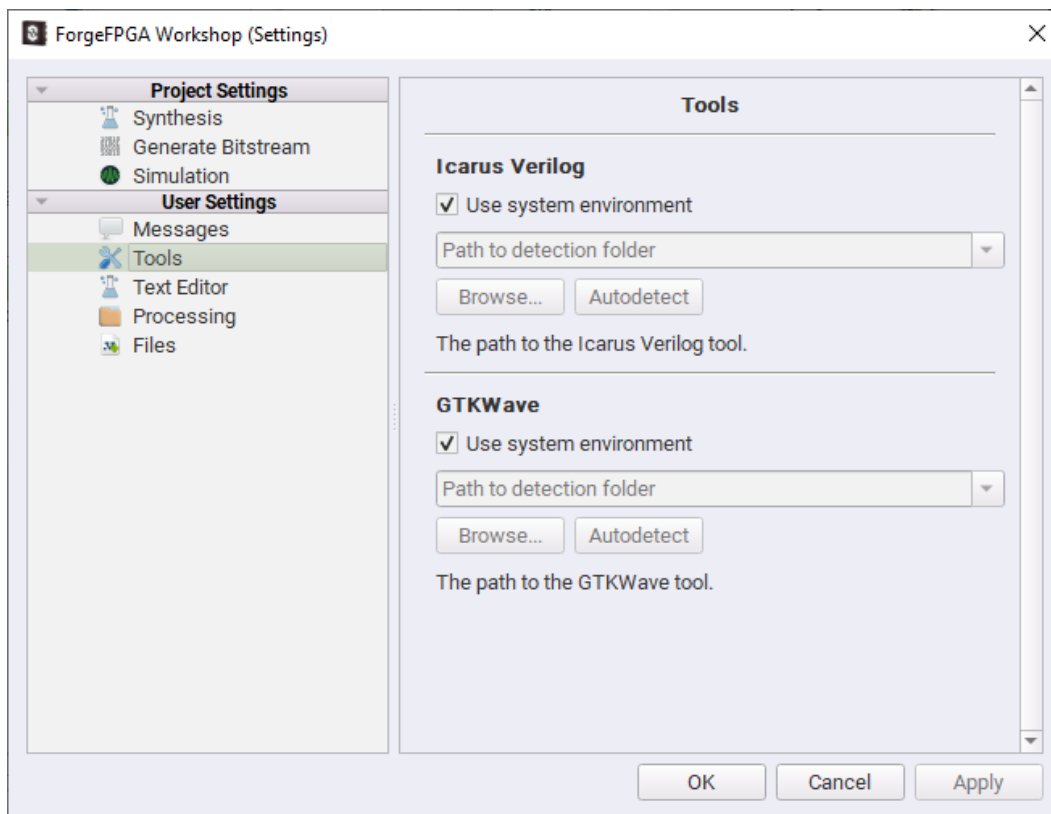 ForgeFPGA Workshop (Settings)
Project Settings
Synthesis
Generate Bitstream
Simulation
User Settings
Messages
Tools
Text Editor
Processing
Files
Tools
Icarus Verilog
Use system environment
Path to detection folder
Browse... Autodetect
The path to the Icarus Verilog tool.
GTKWave
Use system environment
Path to detection folder
Browse... Autodetect
The path to the GTKWave tool.
OK Cancel Apply